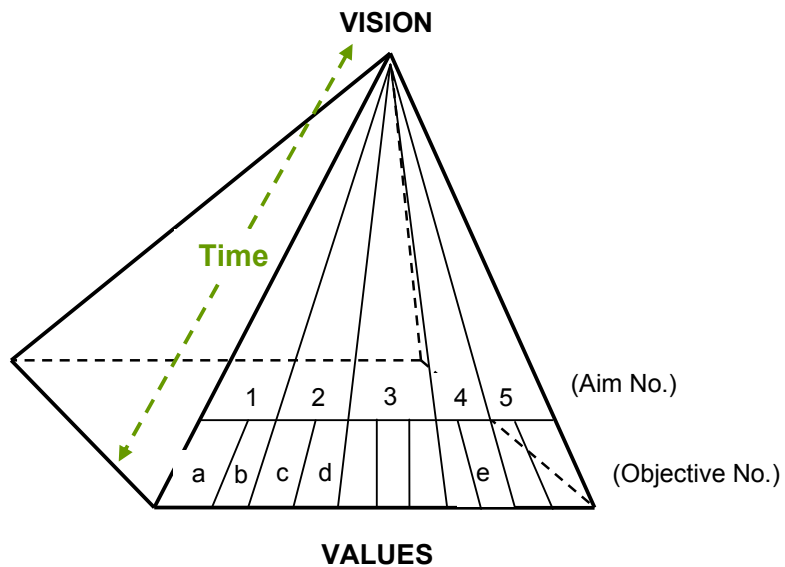 VISION
Time
1 2 3 4 5 (Aim No.)
a b c d e (Objective No.)
VALUES